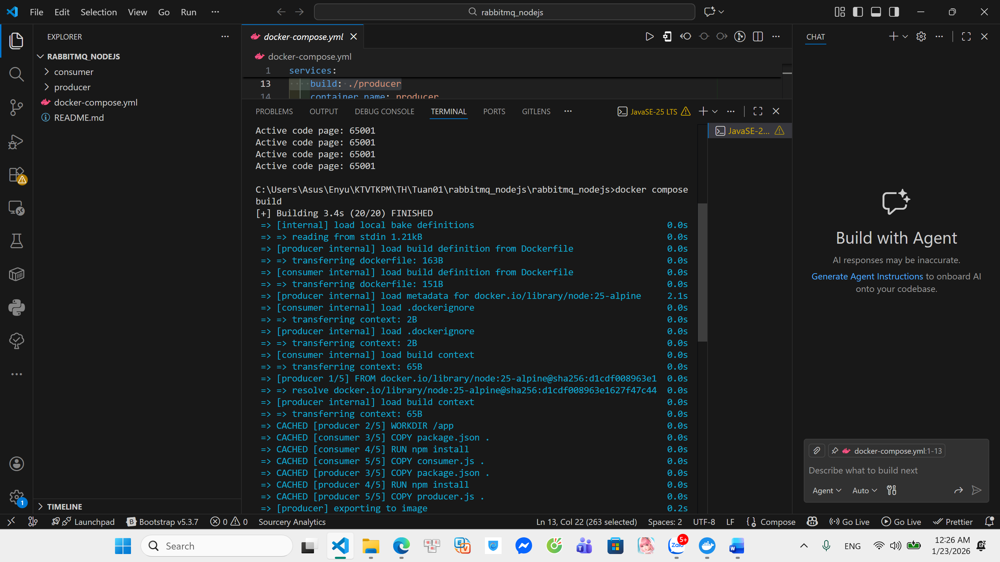 File Edit Selection View Go Run ···
rabbitmq_nodejs
EXPLORER
RABBITMQ_NODEJS
consumer
producer
docker-compose.yml
README.md
TIMELINE
docker-compose.yml
docker-compose.yml
1 services:
13 build: ./producer
14 container_name: producer
PROBLEMS OUTPUT DEBUG CONSOLE TERMINAL PORTS GITLENS ···
JavaSE-25 LTS
JavaSE-2...
Active code page: 65001
Active code page: 65001
Active code page: 65001
Active code page: 65001
C:\Users\Asus\Enyu\KTVTKPM\TH\Tuan01\rabbitmq_nodejs\rabbitmq_nodejs>docker compose
build
[+] Building 3.4s (20/20) FINISHED
=> [internal] load local bake definitions 0.0s
=> => reading from stdin 1.21kB 0.0s
=> [producer internal] load build definition from Dockerfile 0.0s
=> => transferring dockerfile: 163B 0.0s
=> [consumer internal] load build definition from Dockerfile 0.0s
=> => transferring dockerfile: 151B 0.0s
=> [producer internal] load metadata for docker.io/library/node:25-alpine 2.1s
=> [consumer internal] load .dockerignore 0.0s
=> => transferring context: 2B 0.0s
=> [producer internal] load .dockerignore 0.0s
=> => transferring context: 2B 0.0s
=> [consumer internal] load build context 0.0s
=> => transferring context: 65B 0.0s
=> [producer 1/5] FROM docker.io/library/node:25-alpine@sha256:d1cdf008963e1 0.0s
=> => resolve docker.io/library/node:25-alpine@sha256:d1cdf008963e1627f47c44 0.0s
=> [producer internal] load build context 0.0s
=> => transferring context: 65B 0.0s
=> CACHED [producer 2/5] WORKDIR /app 0.0s
=> CACHED [consumer 3/5] COPY package.json . 0.0s
=> CACHED [consumer 4/5] RUN npm install 0.0s
=> CACHED [consumer 5/5] COPY consumer.js . 0.0s
=> CACHED [producer 3/5] COPY package.json . 0.0s
=> CACHED [producer 4/5] RUN npm install 0.0s
=> CACHED [producer 5/5] COPY producer.js . 0.0s
=> [producer] exporting to image 0.2s
CHAT
Build with Agent
AI responses may be inaccurate.
Generate Agent Instructions to onboard AI
onto your codebase.
docker-compose.yml:1-13
Describe what to build next
Agent Auto
1
Launchpad Bootstrap v5.3.7 0 0 Sourcery Analytics Ln 13, Col 22 (263 selected) Spaces: 2 UTF-8 LF Compose Go Live Go Live Prettier
Search
Zalo
5+
ENG
12:26 AM
1/23/2026